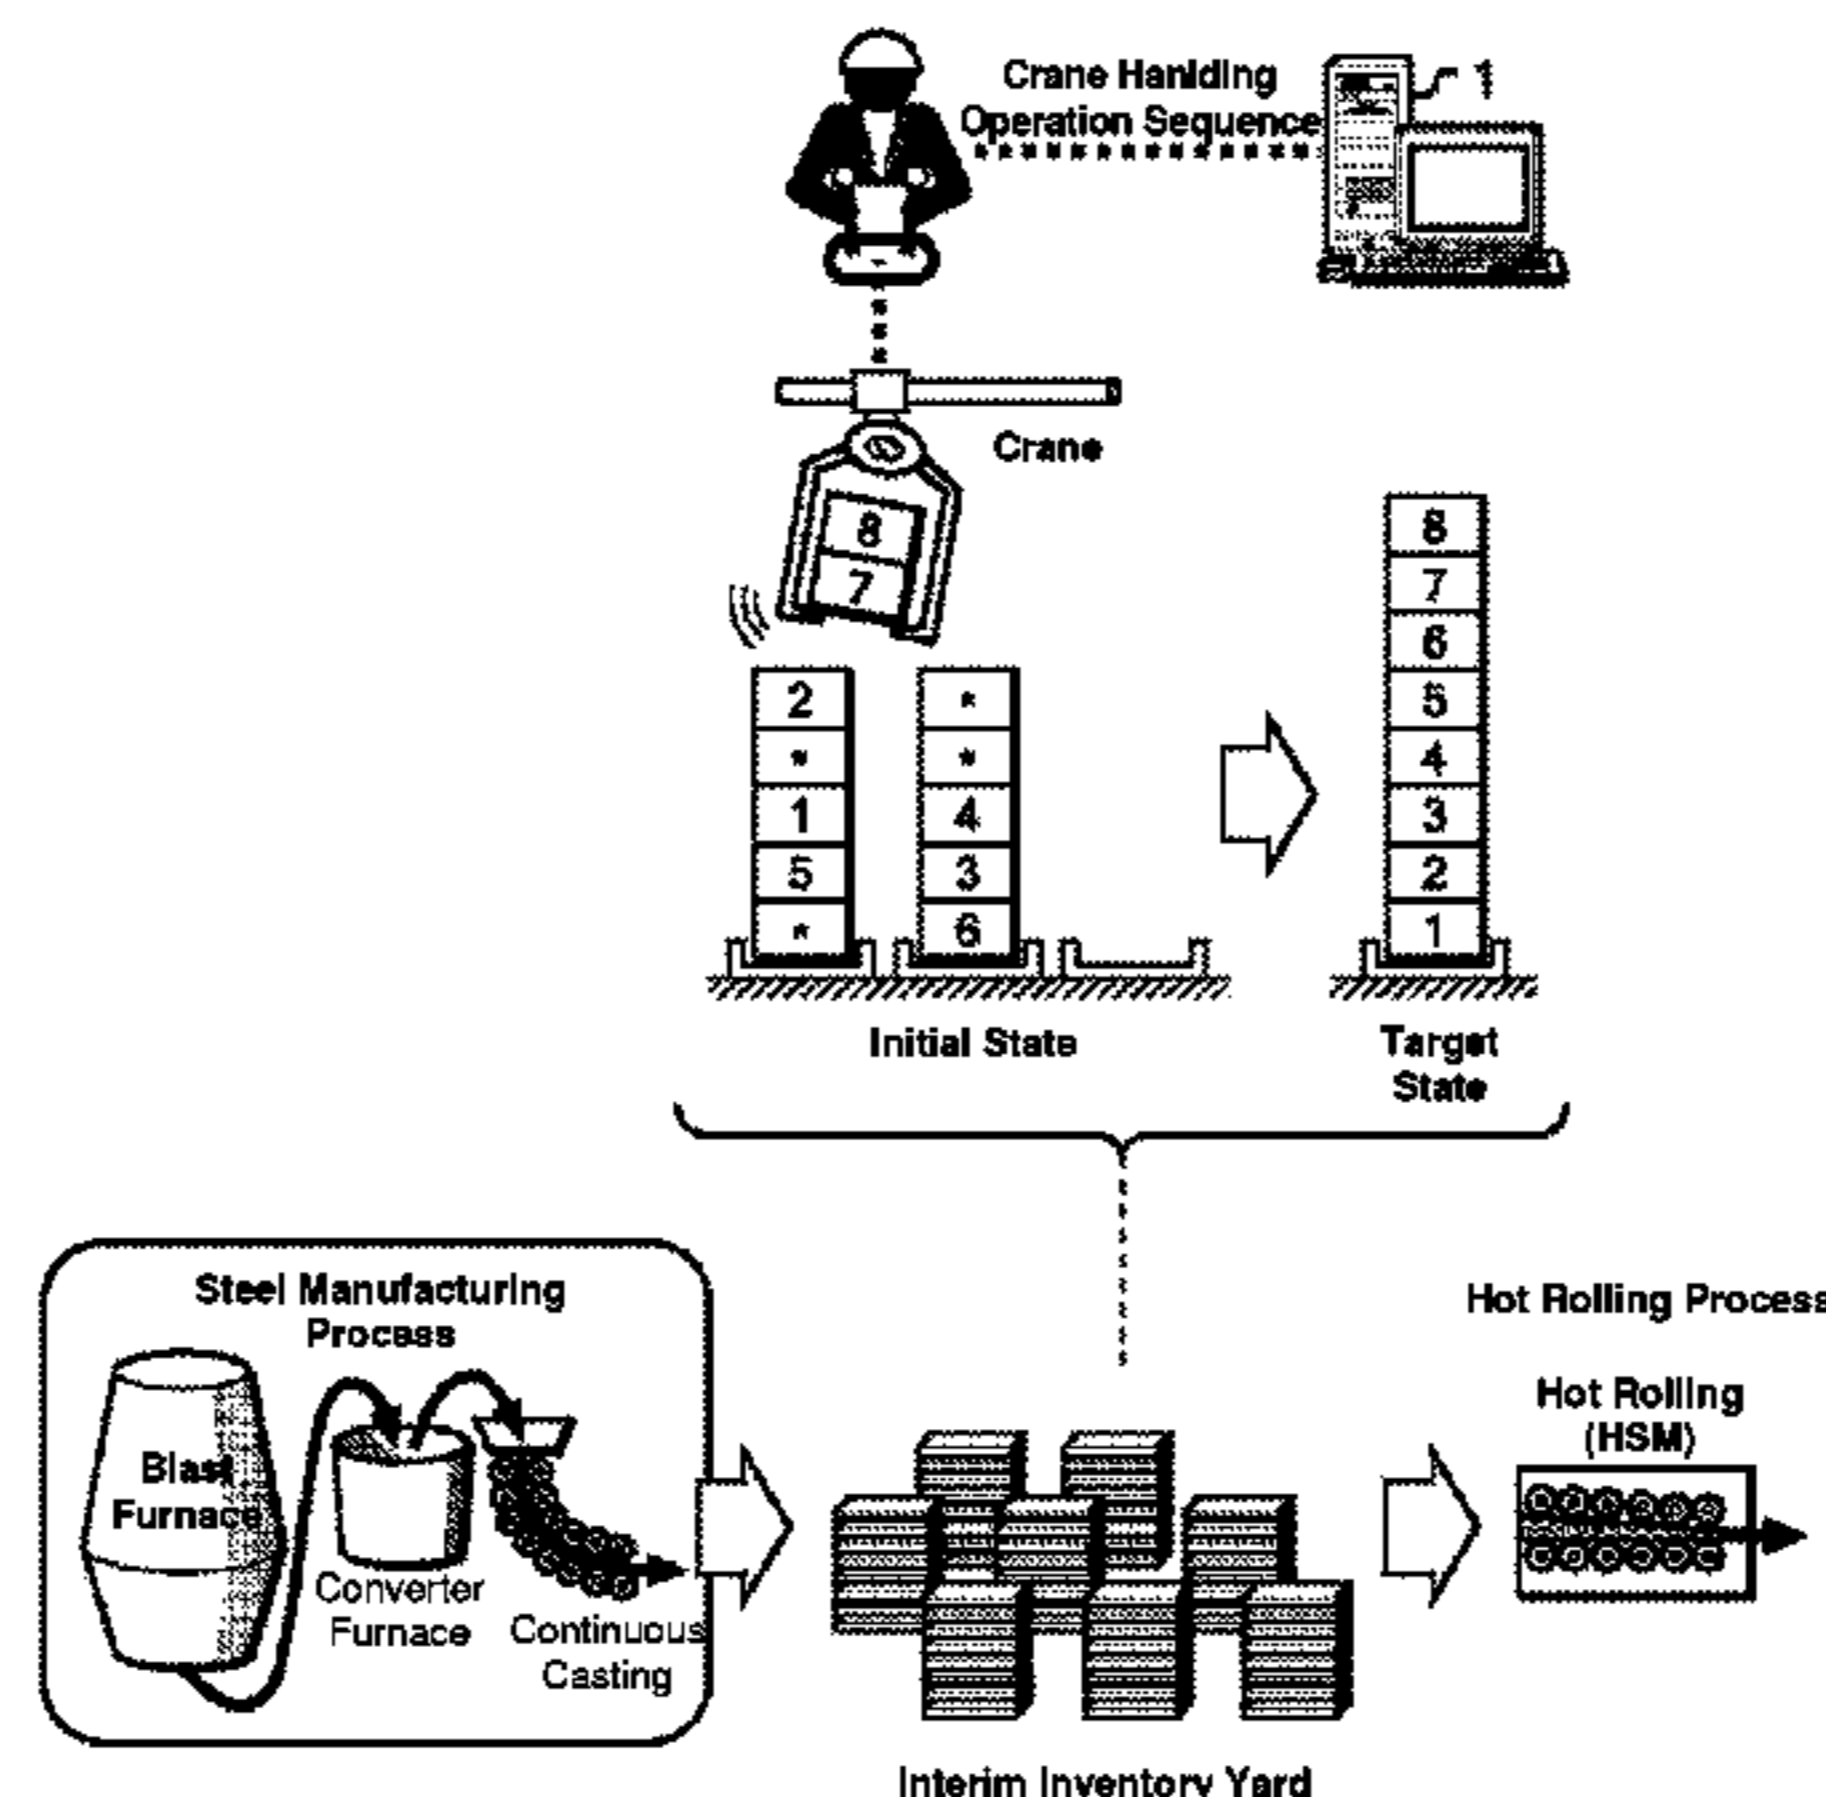 Crane Haniding
Operation Sequence
1
Crane
8
7
2
*
1
5
*
*
*
4
3
6
8
7
6
5
4
3
2
1
Initial State
Target
State
Steel Manufacturing
Process
Blast
Furnace
Converter
Furnace
Continuous
Casting
Interim Inventory Yard
Hot Rolling Process
Hot Rolling
(HSM)